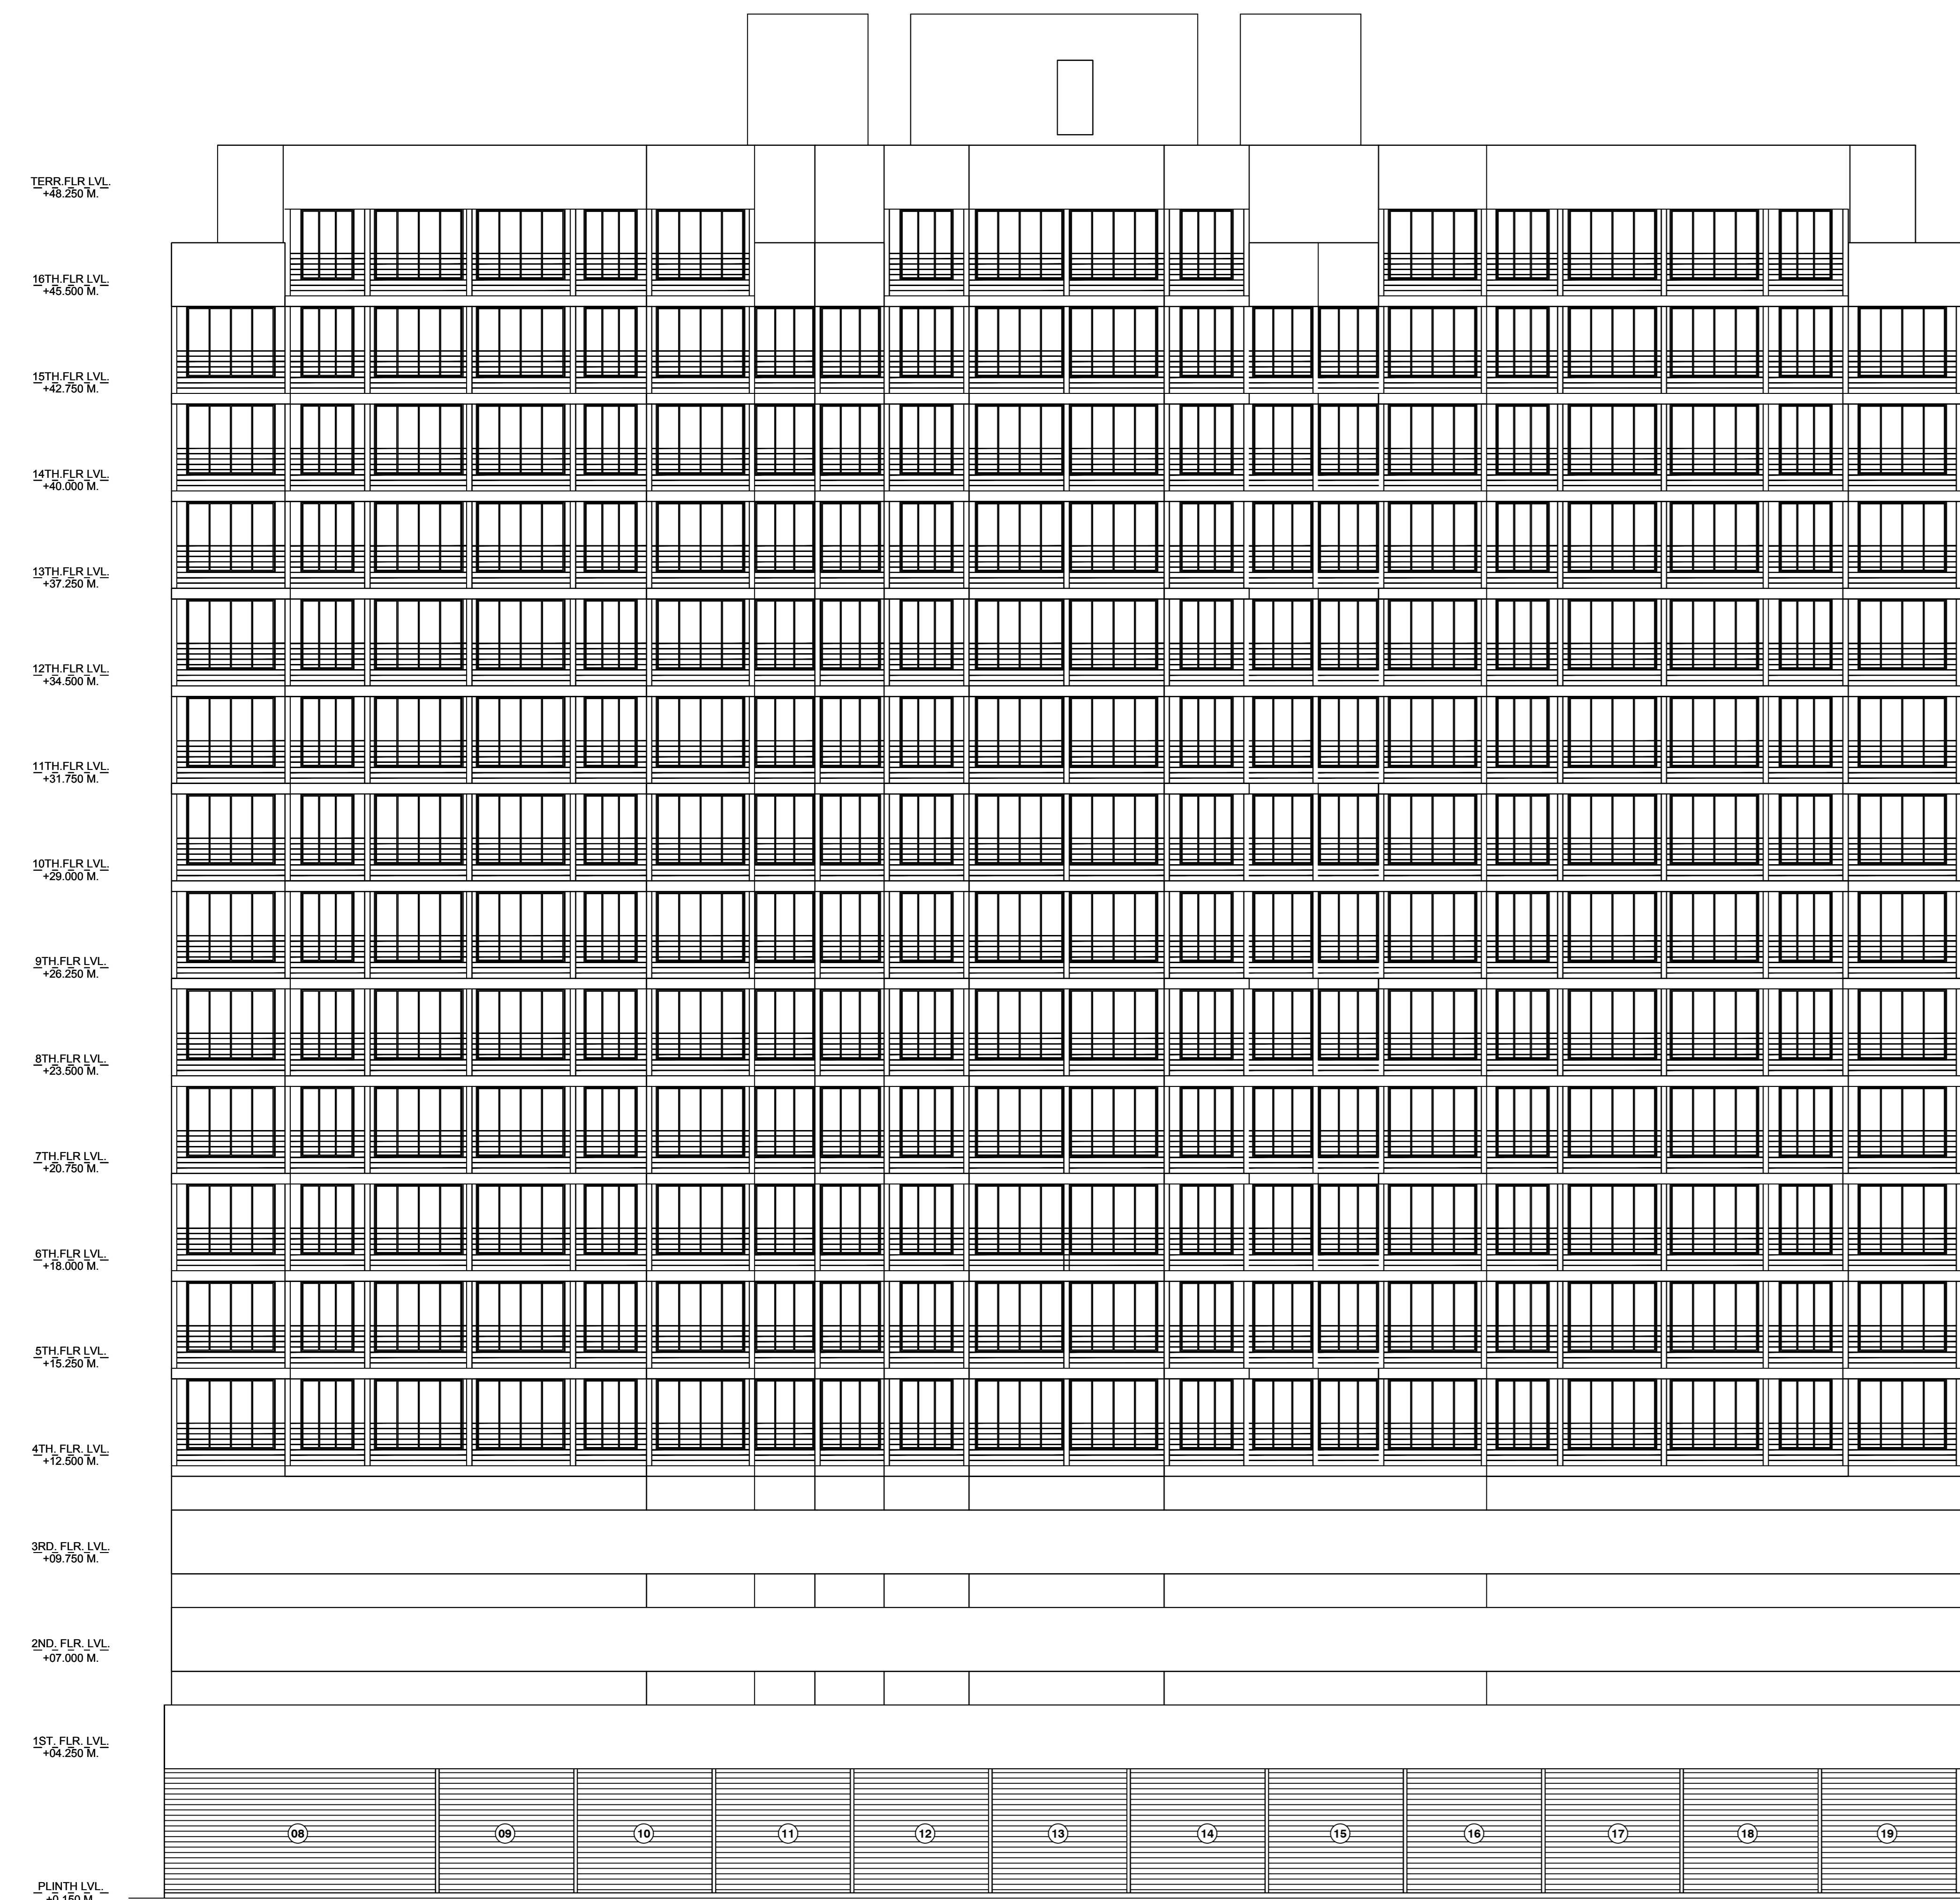 TERR.FLR LVL.
+48.250 M.
16TH.FLR LVL.
+45.500 M.
15TH.FLR LVL.
+42.750 M.
14TH.FLR LVL.
+40.000 M.
13TH.FLR LVL.
+37.250 M.
12TH.FLR LVL.
+34.500 M.
11TH.FLR LVL.
+31.750 M.
10TH.FLR LVL.
+29.000 M.
9TH.FLR LVL.
+26.250 M.
8TH.FLR LVL.
+23.500 M.
7TH.FLR LVL.
+20.750 M.
6TH.FLR LVL.
+18.000 M.
5TH.FLR LVL.
+15.250 M.
4TH. FLR. LVL.
+12.500 M.
3RD. FLR. LVL.
+09.750 M.
2ND. FLR. LVL.
+07.000 M.
1ST. FLR. LVL.
+04.250 M.
08 09 10 11 12 13 14 15 16 17 18 19
PLINTH LVL.
+0.150 M.